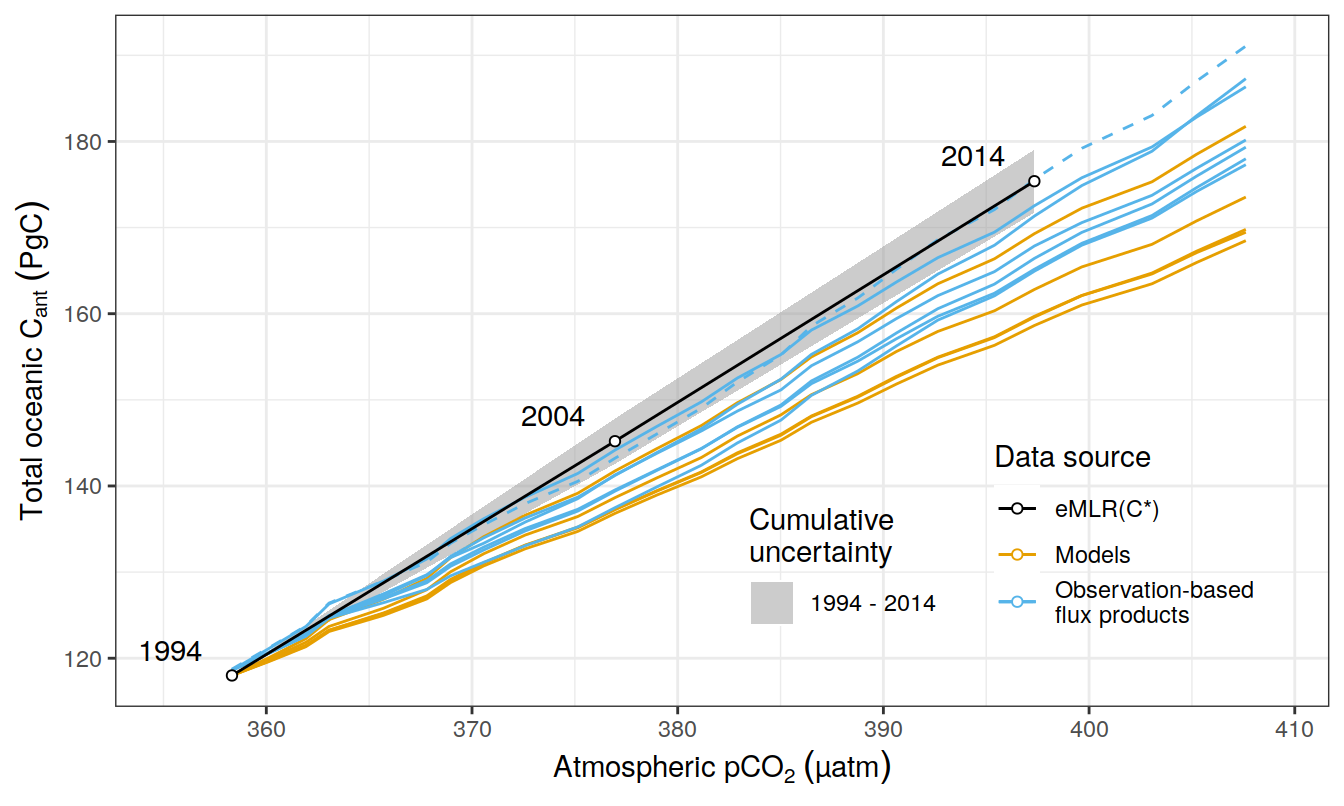 Total oceanic Cant (PgC)
180
160
140
120
2014
2004
1994
Cumulative
uncertainty
1994 - 2014
Data source
eMLR(C*)
Models
Observation-based
flux products
360
370
380
390
400
410
Atmospheric pCO2 (µatm)